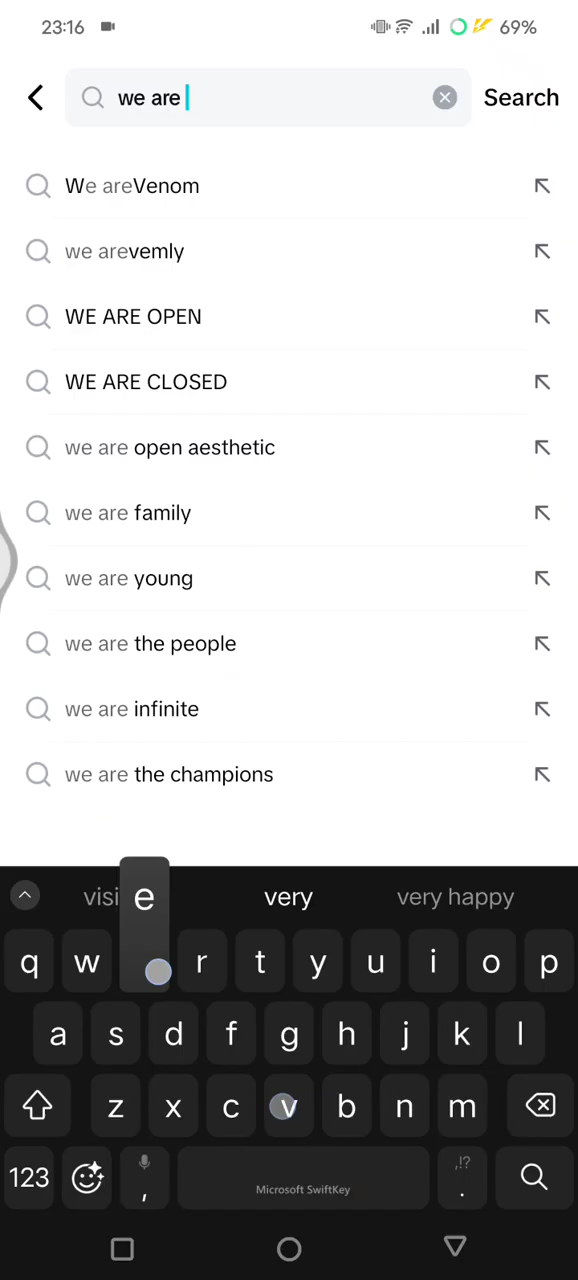 23:16 69%
we are Search
We areVenom
we arevemly
WE ARE OPEN
WE ARE CLOSED
we are open aesthetic
we are family
we are young
we are the people
we are infinite
we are the champions
visi e very very happy
q w r t y u i o p
a s d f g h j k l
z x c v b n m
123 , Microsoft SwiftKey ,!? .